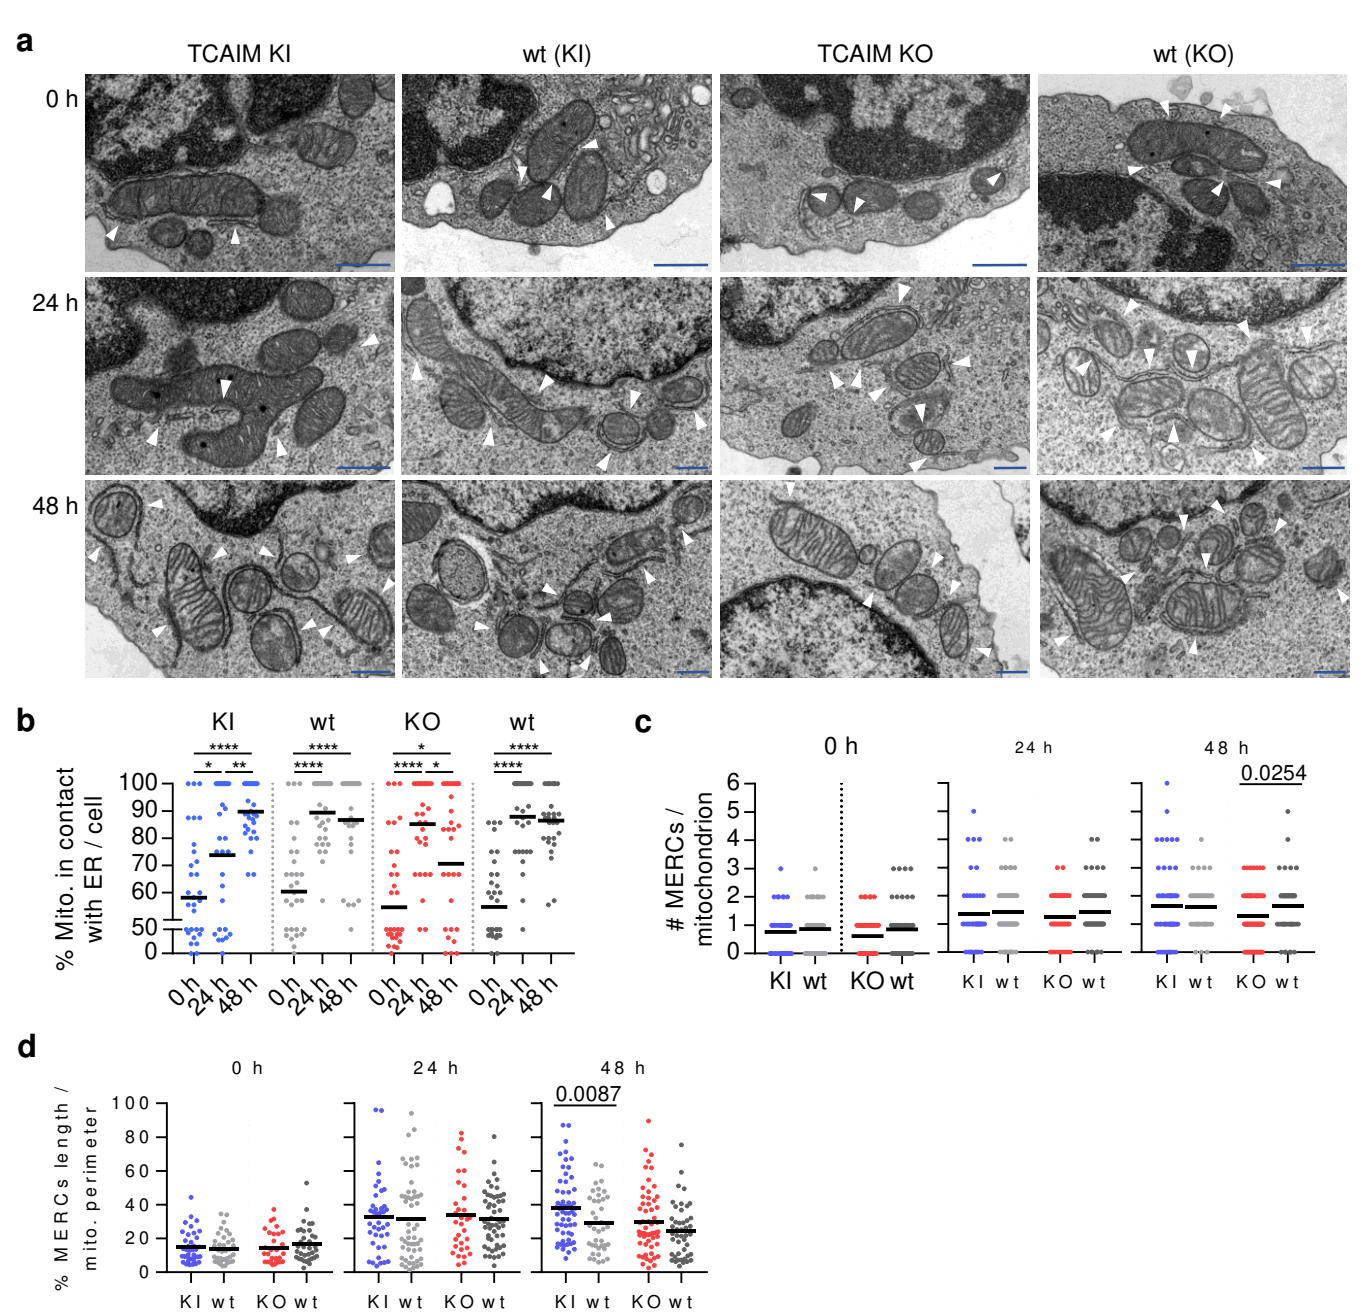 a
TCAIM KI
wt (KI)
TCAIM KO
wt (KO)
0 h
24 h
48 h
b
KI
wt
KO
wt
****
****
*
****
*
**
****
****
*
****
% Mito. in contact
with ER / cell
100
90
80
70
60
50
0
0 h
24 h
48 h
0 h
24 h
48 h
0 h
24 h
48 h
0 h
24 h
48 h
c
0 h
24 h
48 h
0.0254
# MERCs /
mitochondrion
6
5
4
3
2
1
0
KI wt
KO wt
KI wt
KO wt
KI wt
KO wt
d
0 h
24 h
48 h
0.0087
% MERCs length /
mito. perimeter
100
80
60
40
20
0
KI wt
KO wt
KI wt
KO wt
KI wt
KO wt